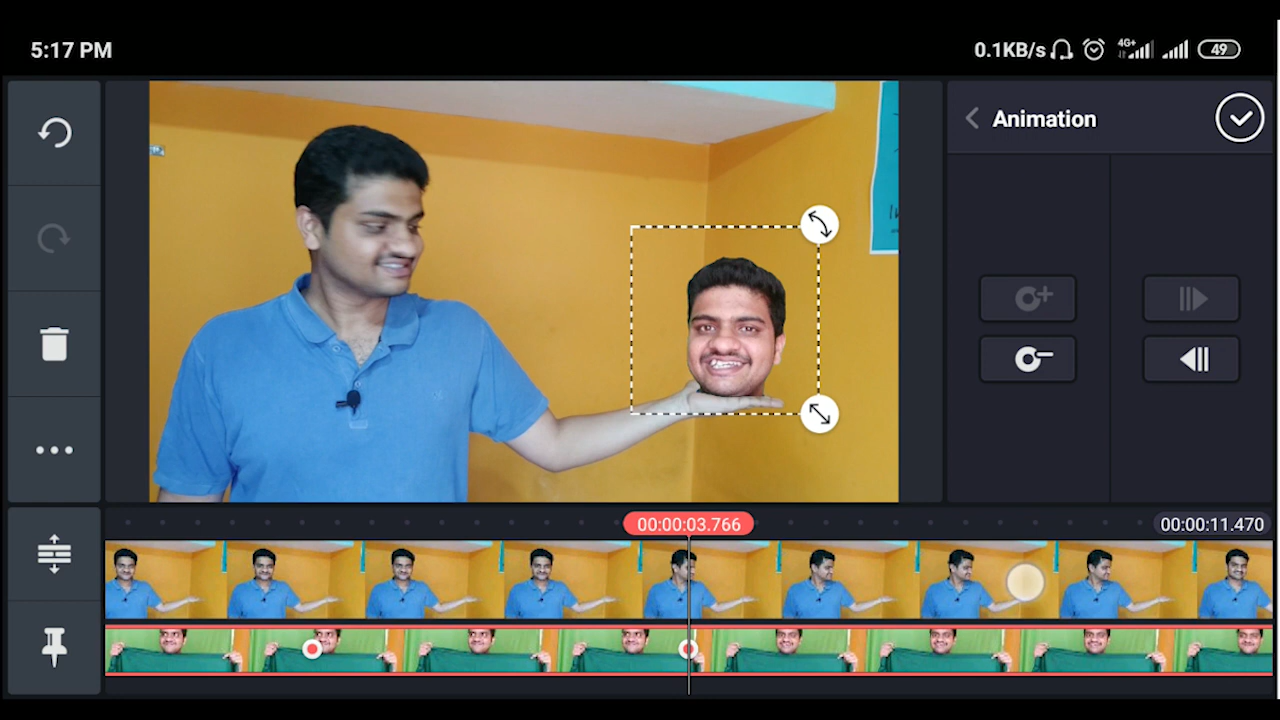 5:17 PM
0.1KB/s
4G+
49
Animation
00:00:03.766
00:00:11.470